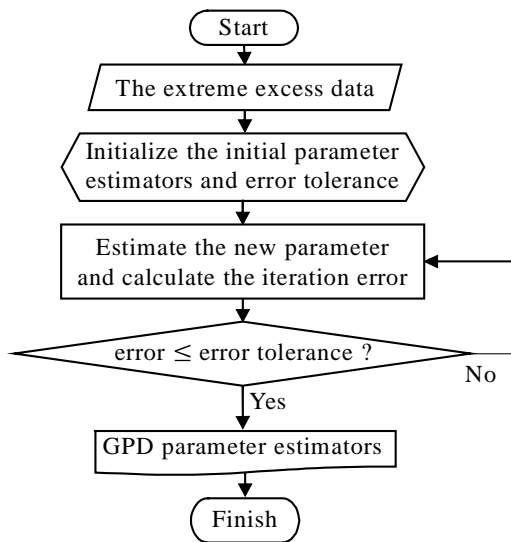 Start
The extreme excess data
Initialize the initial parameter
estimators and error tolerance
Estimate the new parameter
and calculate the iteration error
error ≤ error tolerance ?
No
Yes
GPD parameter estimators
Finish